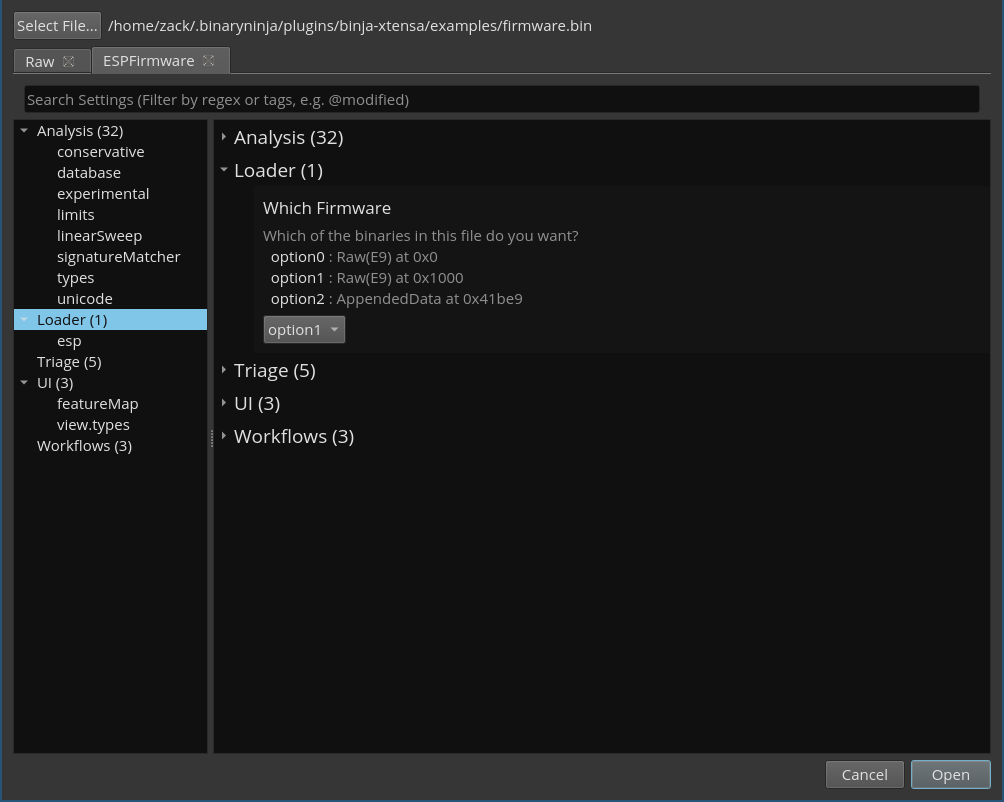 Select File... /home/zack/.binaryninja/plugins/binja-xtensa/examples/firmware.bin
Raw ESPFirmware
Search Settings (Filter by regex or tags, e.g. @modified)
Analysis (32)
conservative
database
experimental
limits
linearSweep
signatureMatcher
types
unicode
Loader (1)
esp
Triage (5)
UI (3)
featureMap
view.types
Workflows (3)
Analysis (32)
Loader (1)
Which Firmware
Which of the binaries in this file do you want?
option0 : Raw(E9) at 0x0
option1 : Raw(E9) at 0x1000
option2 : AppendedData at 0x41be9
option1
Triage (5)
UI (3)
Workflows (3)
Cancel Open